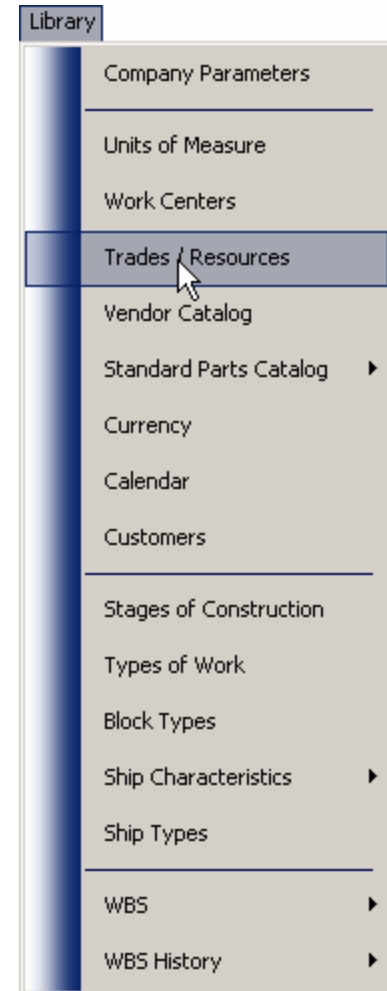 Library
Company Parameters
Units of Measure
Work Centers
Trades / Resources
Vendor Catalog
Standard Parts Catalog
Currency
Calendar
Customers
Stages of Construction
Types of Work
Block Types
Ship Characteristics
Ship Types
WBS
WBS History